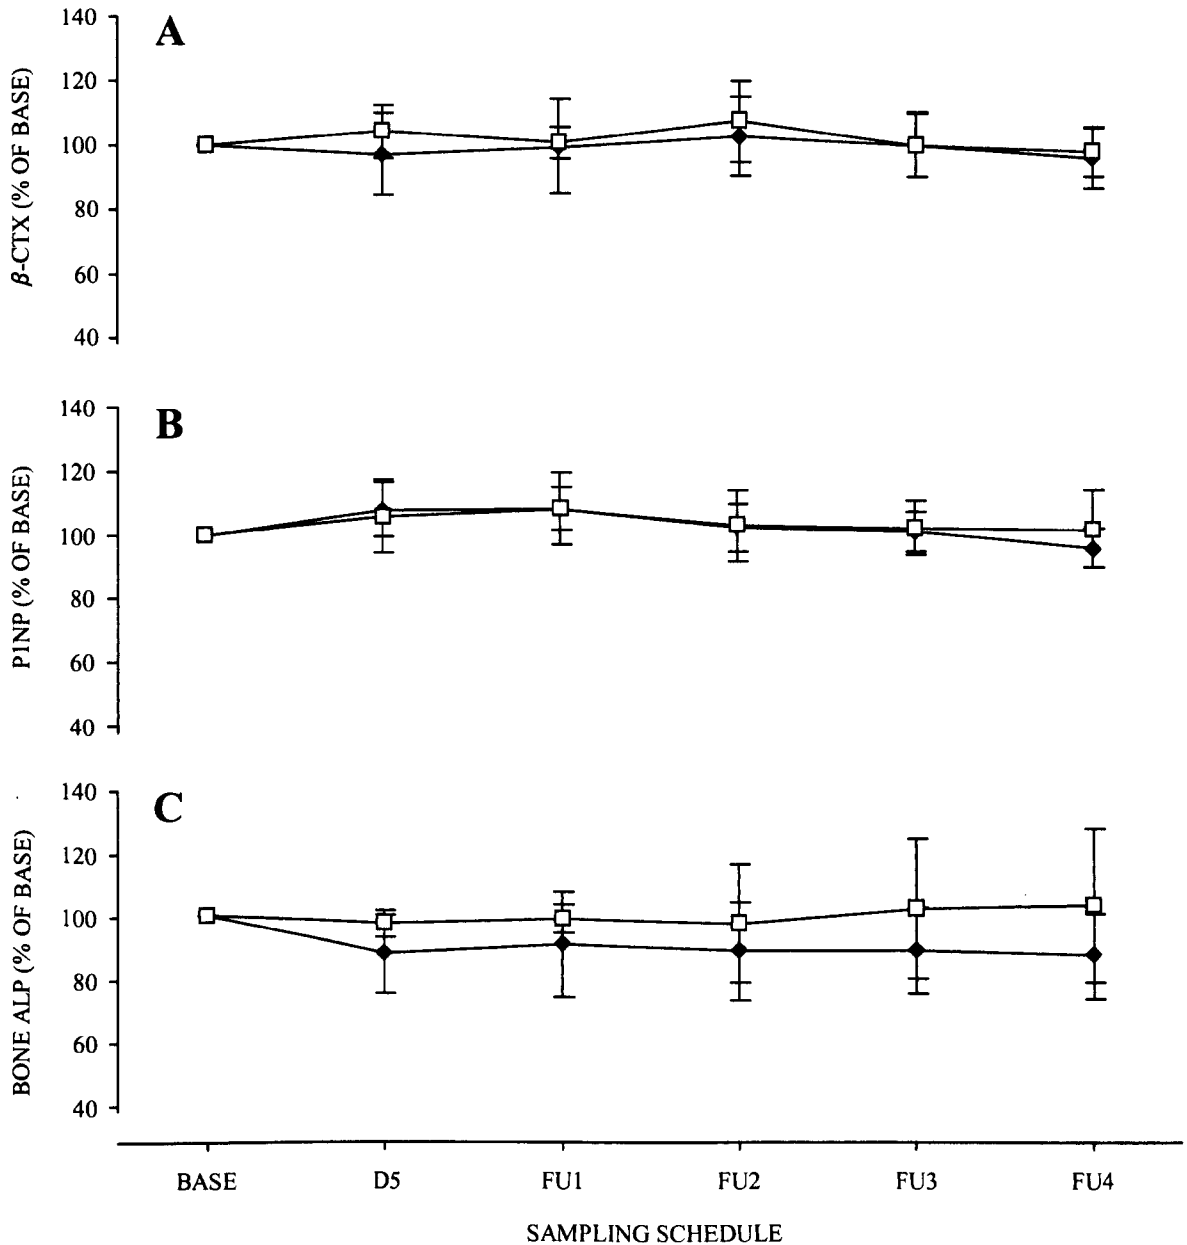 A
140
120
100
80
60
40
β-CTX (% OF BASE)
B
140
120
100
80
60
40
P1NP (% OF BASE)
C
140
120
100
80
60
40
BONE ALP (% OF BASE)
BASE D5 FU1 FU2 FU3 FU4
SAMPLING SCHEDULE